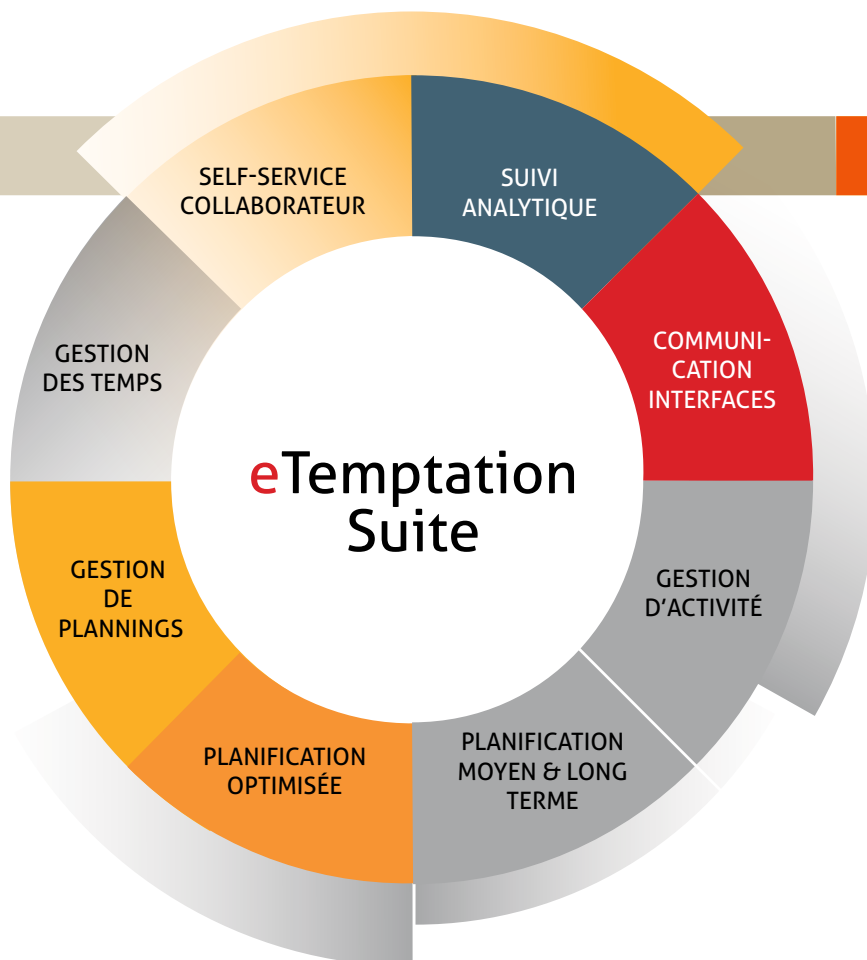 SELF-SERVICE
COLLABORATEUR
SUIVI
ANALYTIQUE
COMMUNI-
CATION
INTERFACES
GESTION
D'ACTIVITÉ
PLANIFICATION
MOYEN & LONG
TERME
PLANIFICATION
OPTIMISÉE
GESTION
DE
PLANNINGS
GESTION
DES TEMPS
eTemptation
Suite